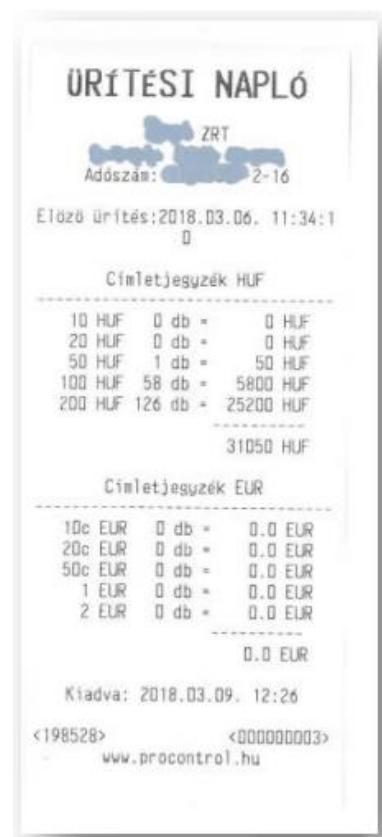 ÜRÍTÉSI NAPLÓ
ZRT
Adószám: 2-16
Előző ürítés:2018.03.06. 11:34:1
0
Címletjegyzék HUF
10 HUF 0 db = 0 HUF
20 HUF 0 db = 0 HUF
50 HUF 1 db = 50 HUF
100 HUF 58 db = 5800 HUF
200 HUF 126 db = 25200 HUF
31050 HUF
Címletjegyzék EUR
10c EUR 0 db = 0.0 EUR
20c EUR 0 db = 0.0 EUR
50c EUR 0 db = 0.0 EUR
1 EUR 0 db = 0.0 EUR
2 EUR 0 db = 0.0 EUR
0.0 EUR
Kiadva: 2018.03.09. 12:26
<198528> <000000003>
www.procontrol.hu